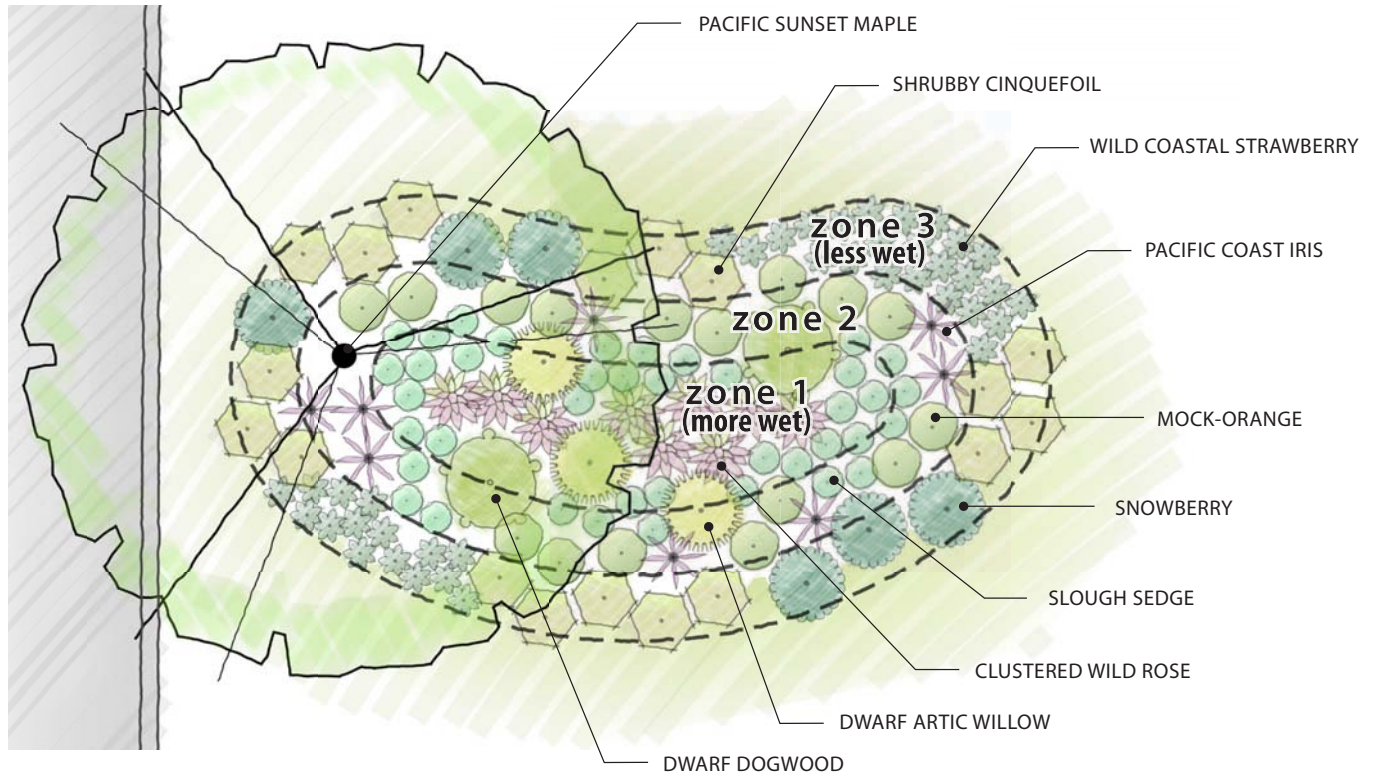 PACIFIC SUNSET MAPLE
SHRUBBY CINQUEFOIL
WILD COASTAL STRAWBERRY
zone 3
(less wet)
PACIFIC COAST IRIS
zone 2
zone 1
(more wet)
MOCK-ORANGE
SNOWBERRY
SLOUGH SEDGE
CLUSTERED WILD ROSE
DWARF ARTIC WILLOW
DWARF DOGWOOD